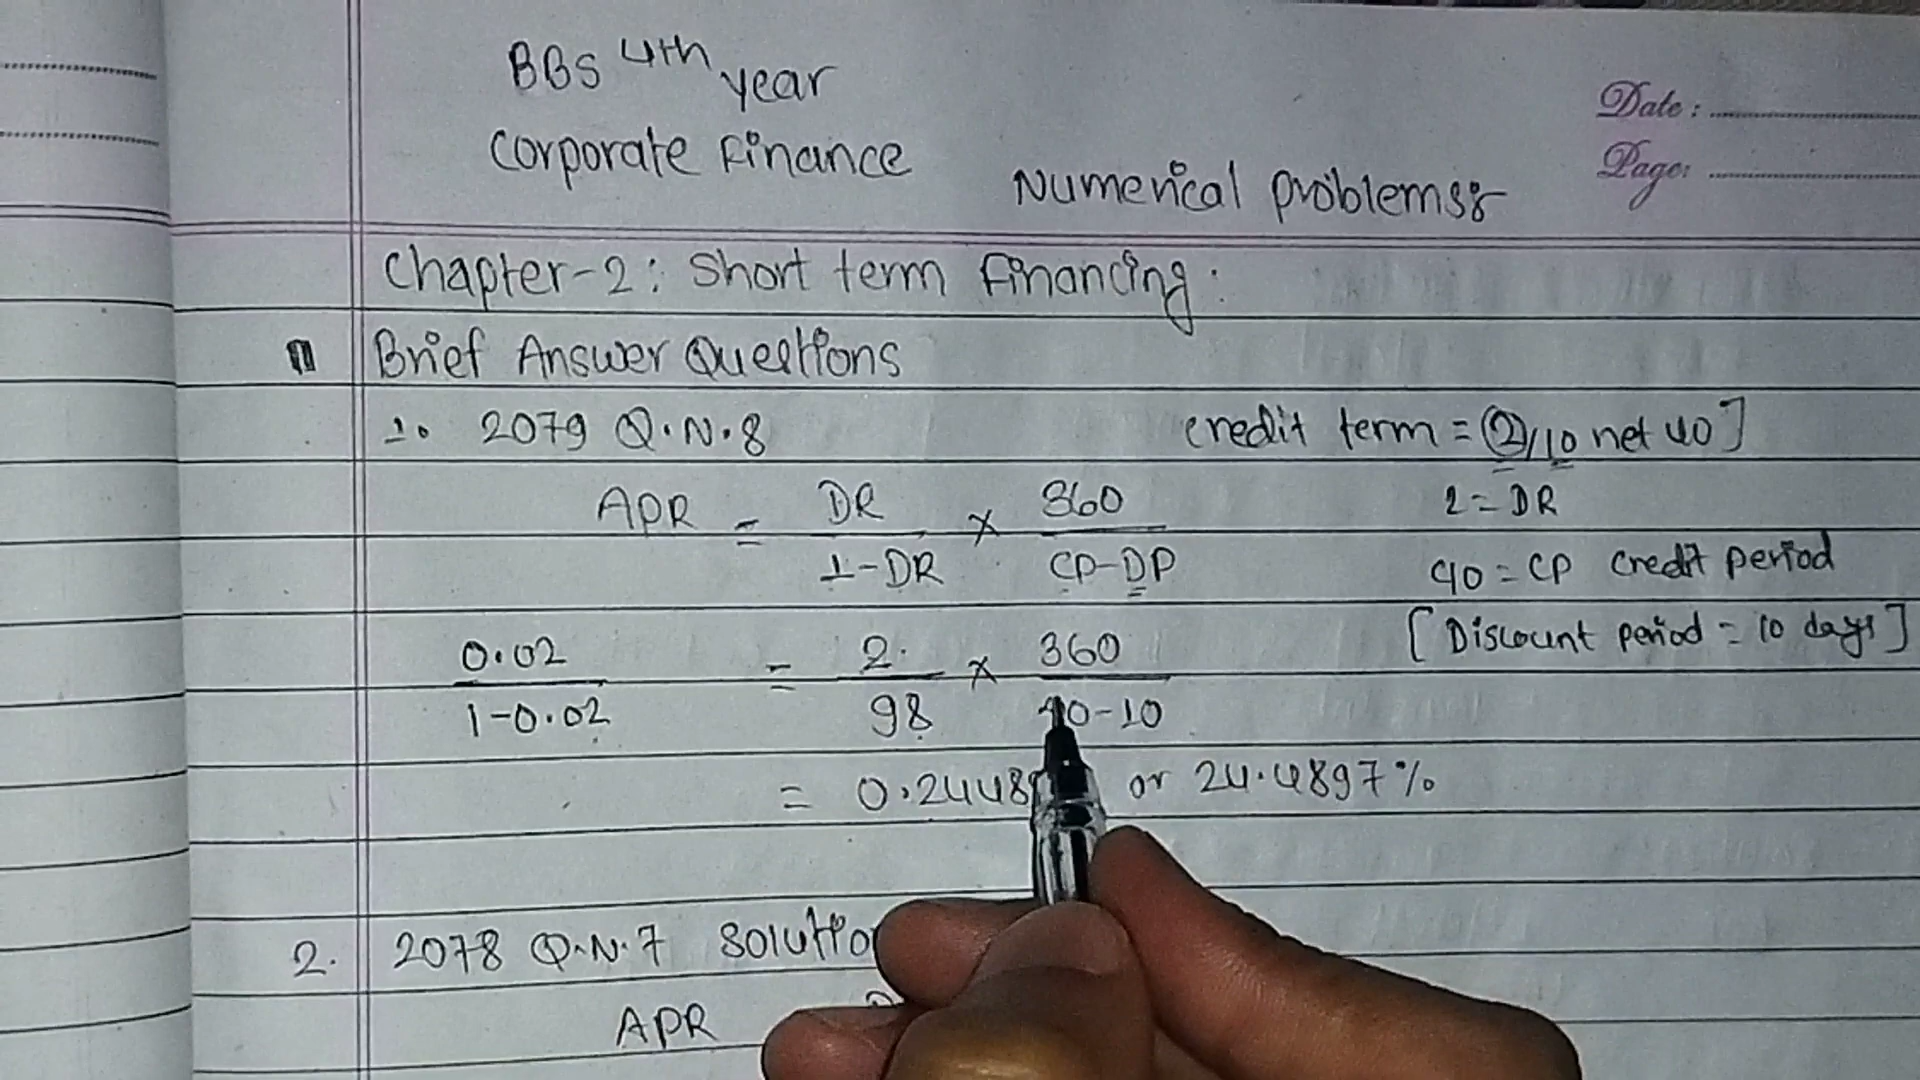 BBS 4th year
Corporate Finance
Date :
Page:
Numerical problems:
Chapter-2: Short term Financing:
Brief Answer Questions
1. 2079 Q.N.8
credit term = 2/10 net 40]
APR = DR / 1-DR × 360 / CP-DP
2 = DR
40 = CP credit period
[Discount period = 10 days]
0.02 / 1-0.02 = 2 / 98 × 360 / 40-10
= 0.2448 or 24.4897%
2. 2078 Q.N.7 Solutio
APR